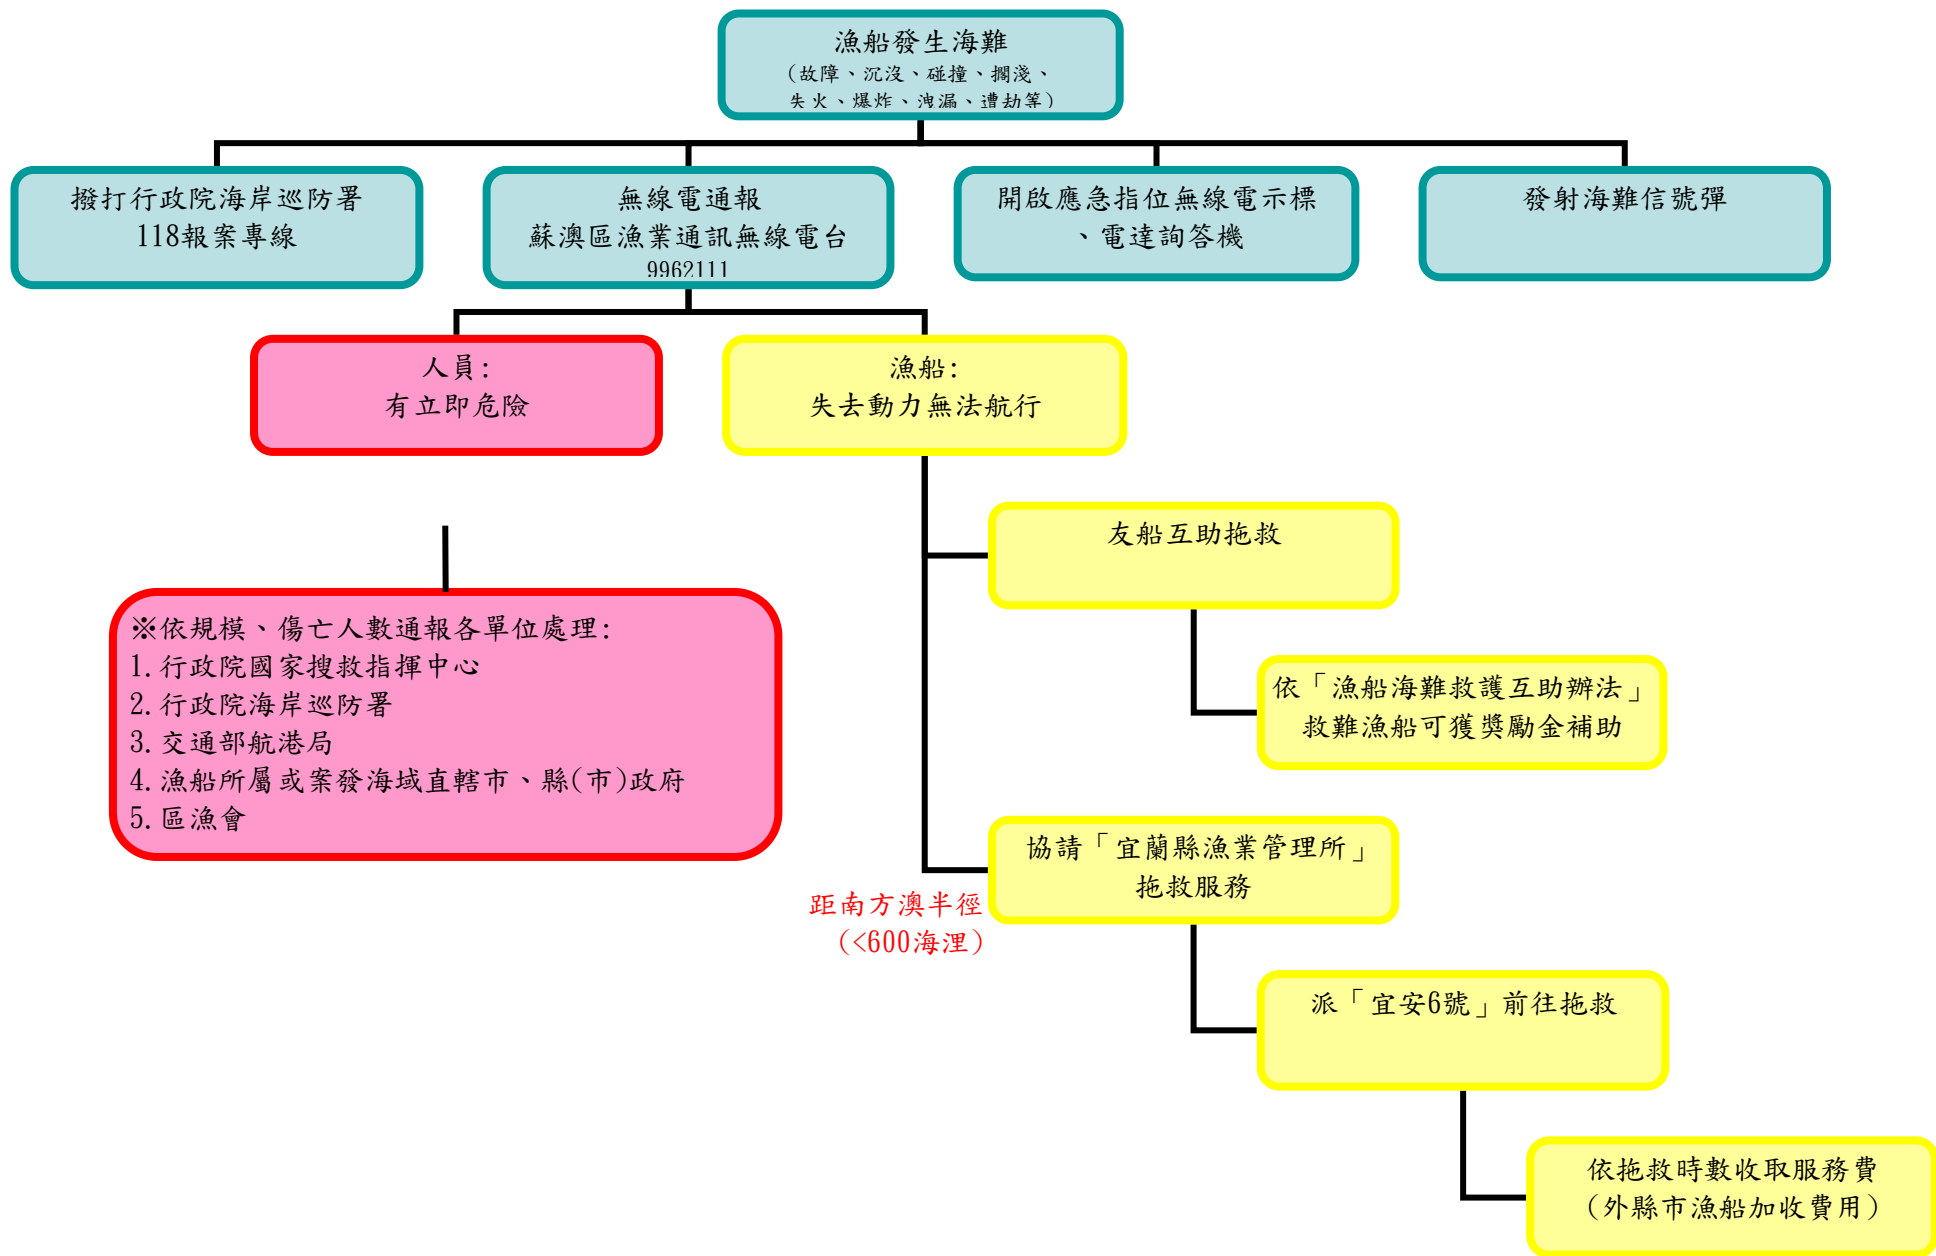 漁船發生海難
（故障、沉沒、碰撞、擱淺、
失火、爆炸、洩漏、遭劫等）
撥打行政院海岸巡防署
118報案專線
無線電通報
蘇澳區漁業通訊無線電台
9962111
開啟應急指位無線電示標
、電達詢答機
發射海難信號彈
人員:
有立即危險
漁船:
失去動力無法航行
友船互助拖救
※依規模、傷亡人數通報各單位處理:
1.行政院國家搜救指揮中心
2.行政院海岸巡防署
3.交通部航港局
4.漁船所屬或案發海域直轄市、縣(市)政府
5.區漁會
依「漁船海難救護互助辦法」
救難漁船可獲獎勵金補助
協請「宜蘭縣漁業管理所」
拖救服務
距南方澳半徑
(<600海浬)
派「宜安6號」前往拖救
依拖救時數收取服務費
(外縣市漁船加收費用)